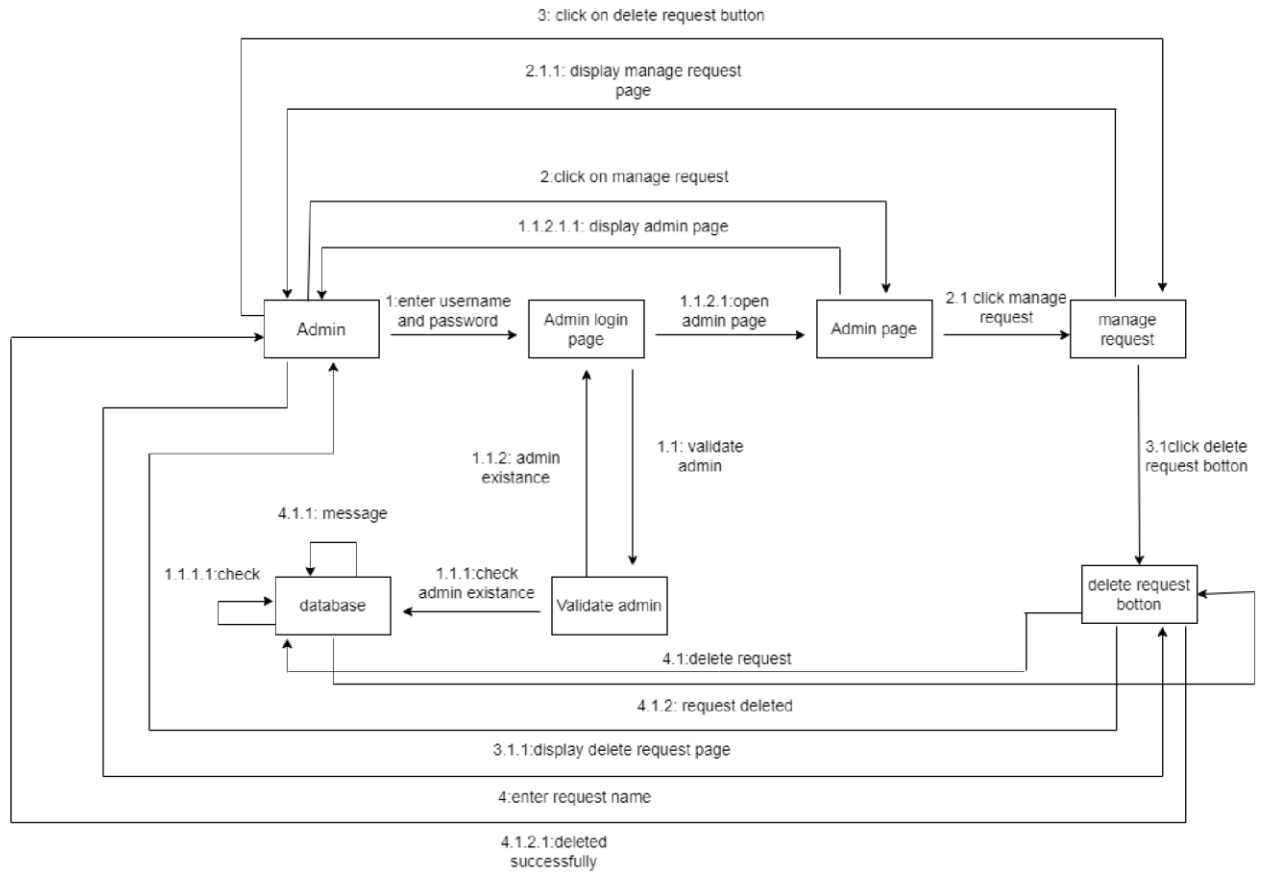 3: click on delete request button
2.1.1: display manage request
page
2:click on manage request
1.1.2.1.1: display admin page
Admin
1:enter username
and password
Admin login
page
1.1.2.1:open
admin page
Admin page
2.1 click manage
request
manage
request
1.1.2: admin
existance
1.1: validate
admin
3.1click delete
request botton
4.1.1: message
1.1.1.1:check
database
1.1.1:check
admin existance
Validate admin
delete request
botton
4.1:delete request
4.1.2: request deleted
3.1.1:display delete request page
4:enter request name
4.1.2.1:deleted
successfully